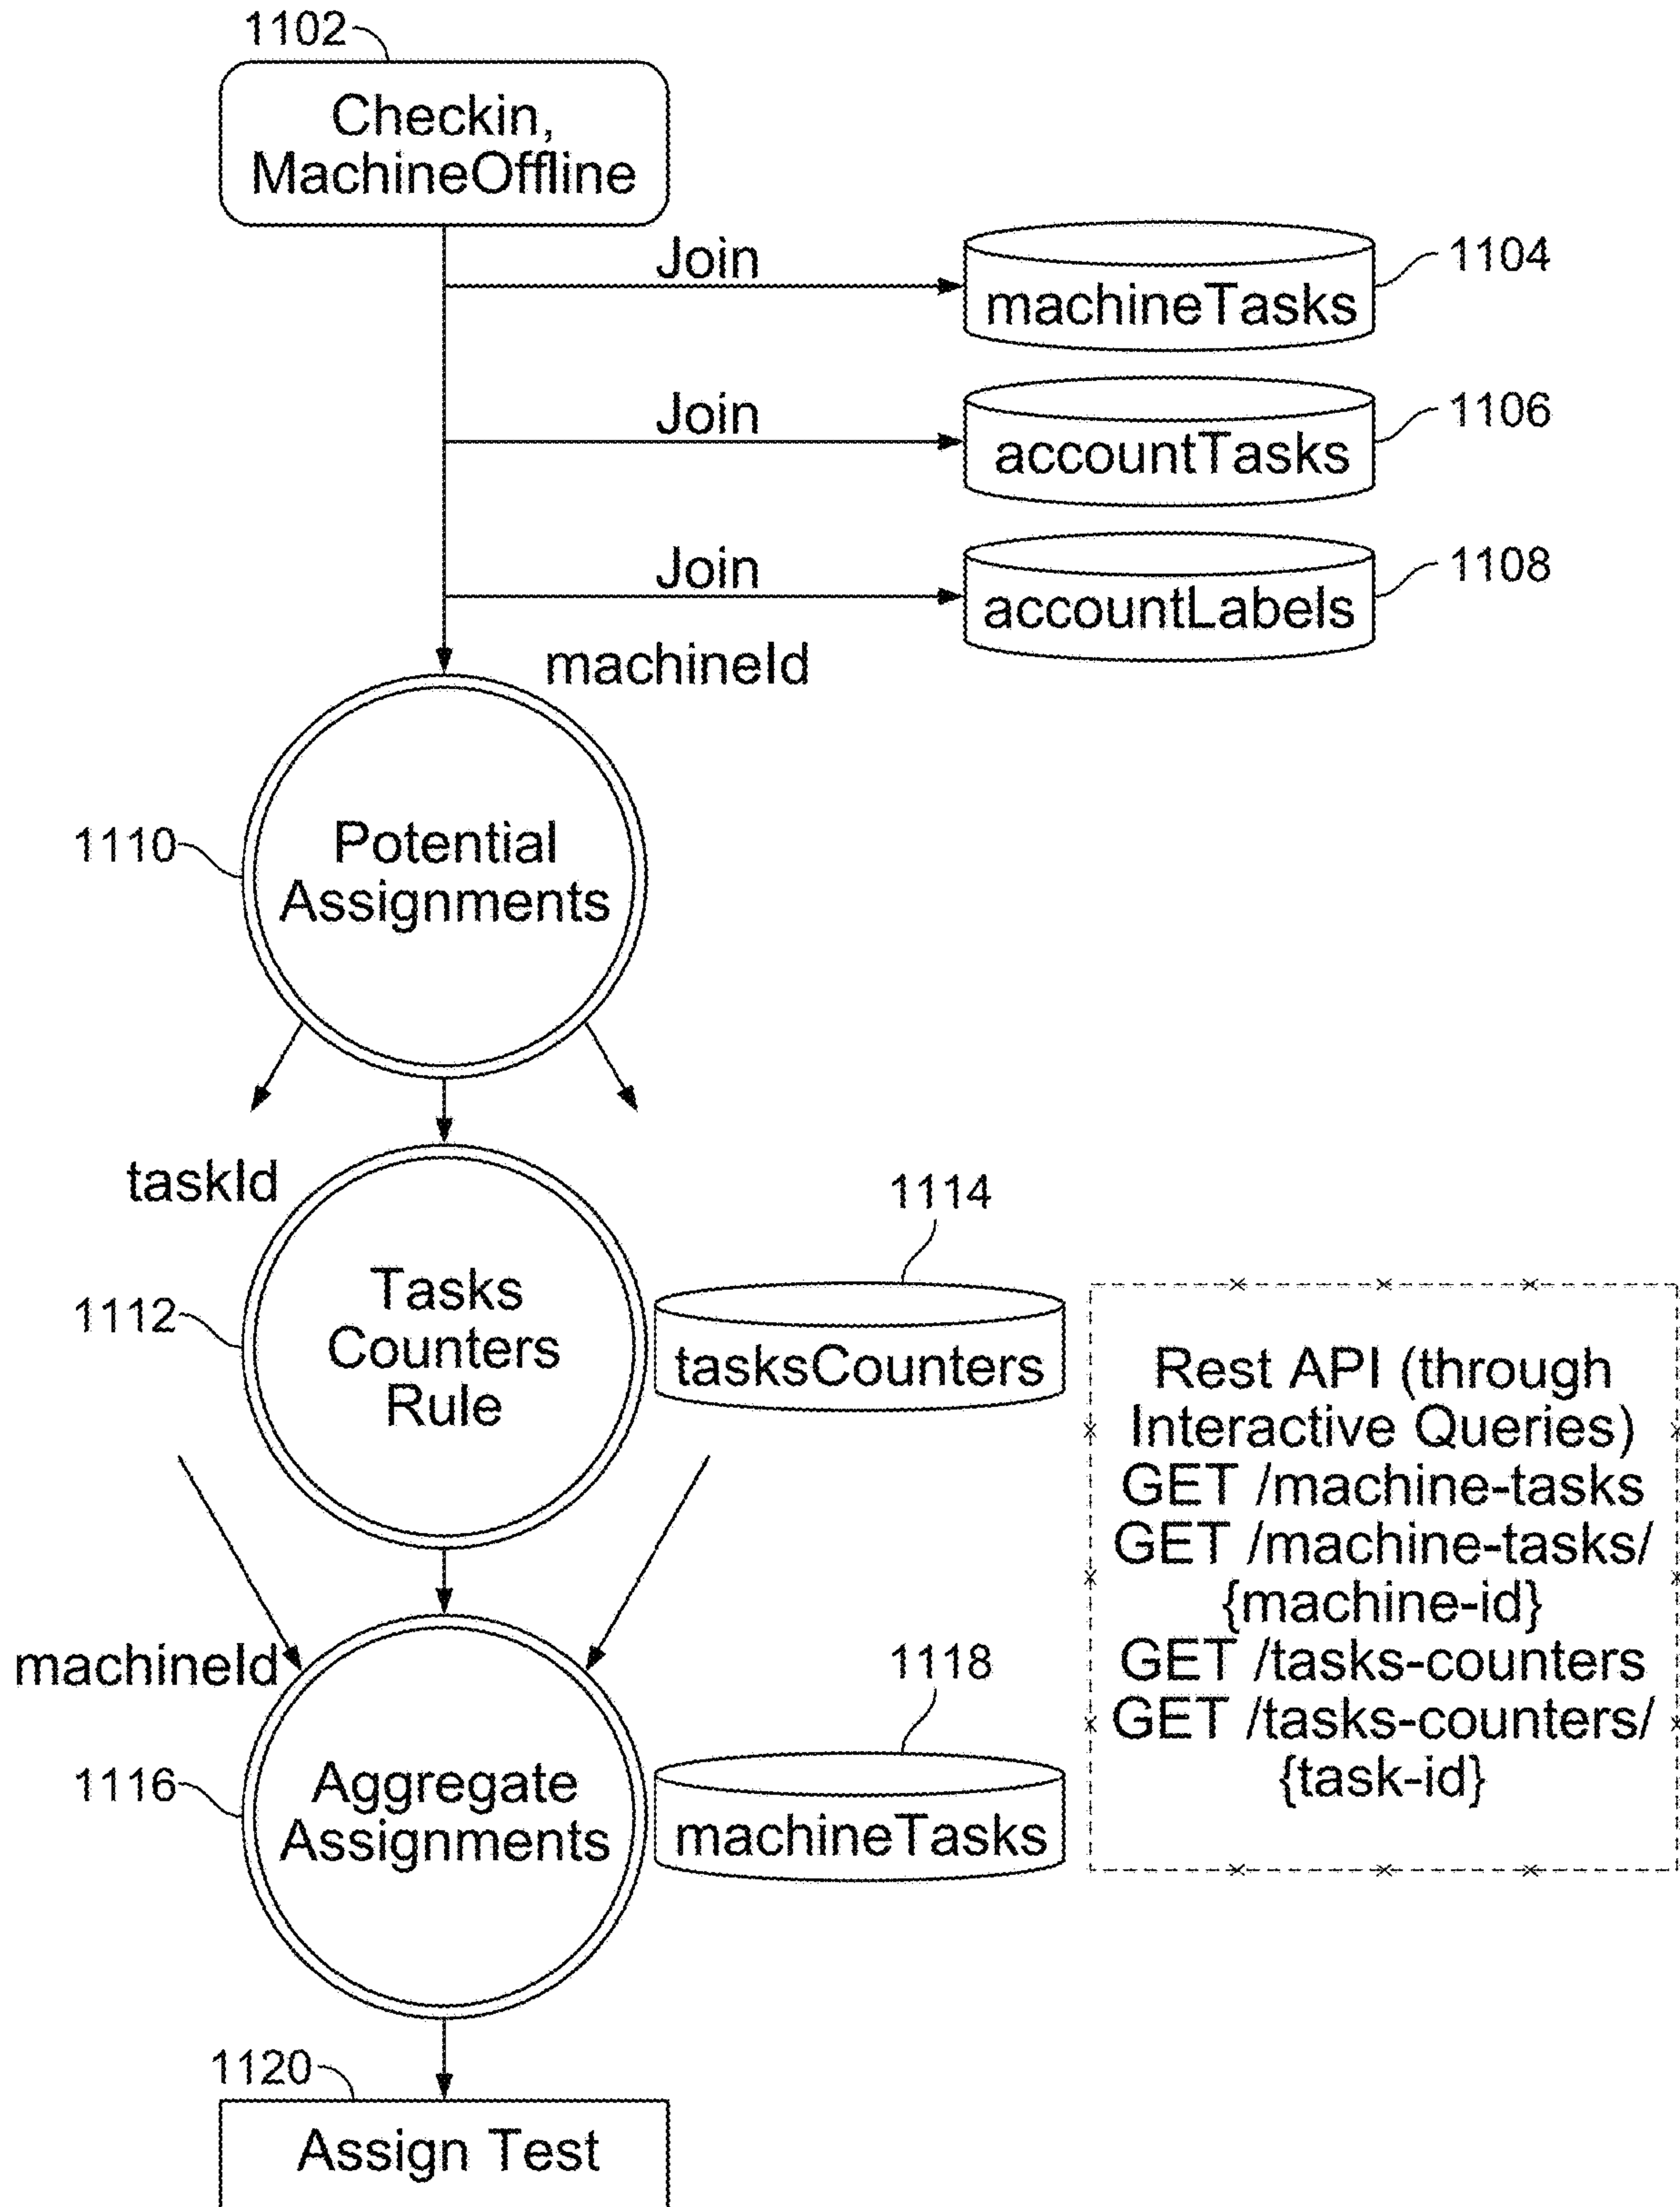 1102
Checkin,
MachineOffline
Join
machineTasks
1104
Join
accountTasks
1106
Join
accountLabels
1108
machineId
1110
Potential
Assignments
taskId
1112
Tasks
Counters
Rule
1114
tasksCounters
Rest API (through
Interactive Queries)
GET /machine-tasks
GET /machine-tasks/
{machine-id}
GET /tasks-counters
GET /tasks-counters/
{task-id}
machineId
1116
Aggregate
Assignments
1118
machineTasks
1120
Assign Test